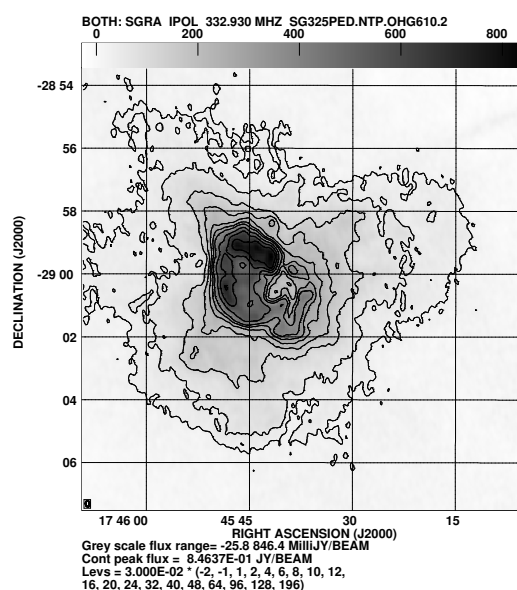 BOTH: SGRA IPOL 332.930 MHZ SG325PED.NTP.OHG610.2
0 200 400 600 800
-28 54
56
58
-29 00
02
04
06
DECLINATION (J2000)
17 46 00 45 45 30 15
RIGHT ASCENSION (J2000)
Grey scale flux range= -25.8 846.4 MilliJY/BEAM
Cont peak flux = 8.4637E-01 JY/BEAM
Levs = 3.000E-02 * (-2, -1, 1, 2, 4, 6, 8, 10, 12,
16, 20, 24, 32, 40, 48, 64, 96, 128, 196)